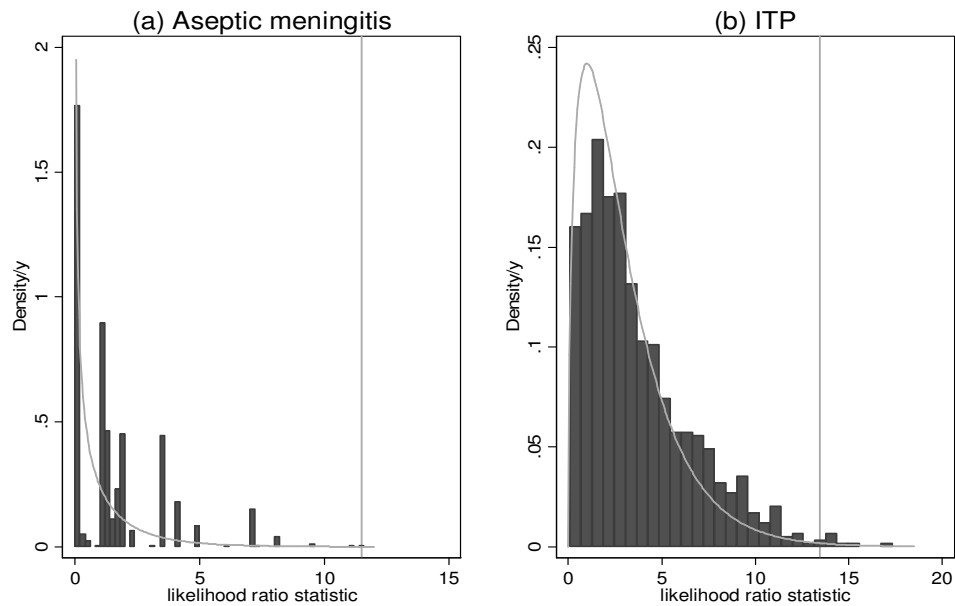 (a) Aseptic meningitis
2
1.5
1
.5
0
Density/y
0 5 10 15
likelihood ratio statistic
(b) ITP
.25
.2
.15
.1
.05
0
Density/y
0 5 10 15 20
likelihood ratio statistic